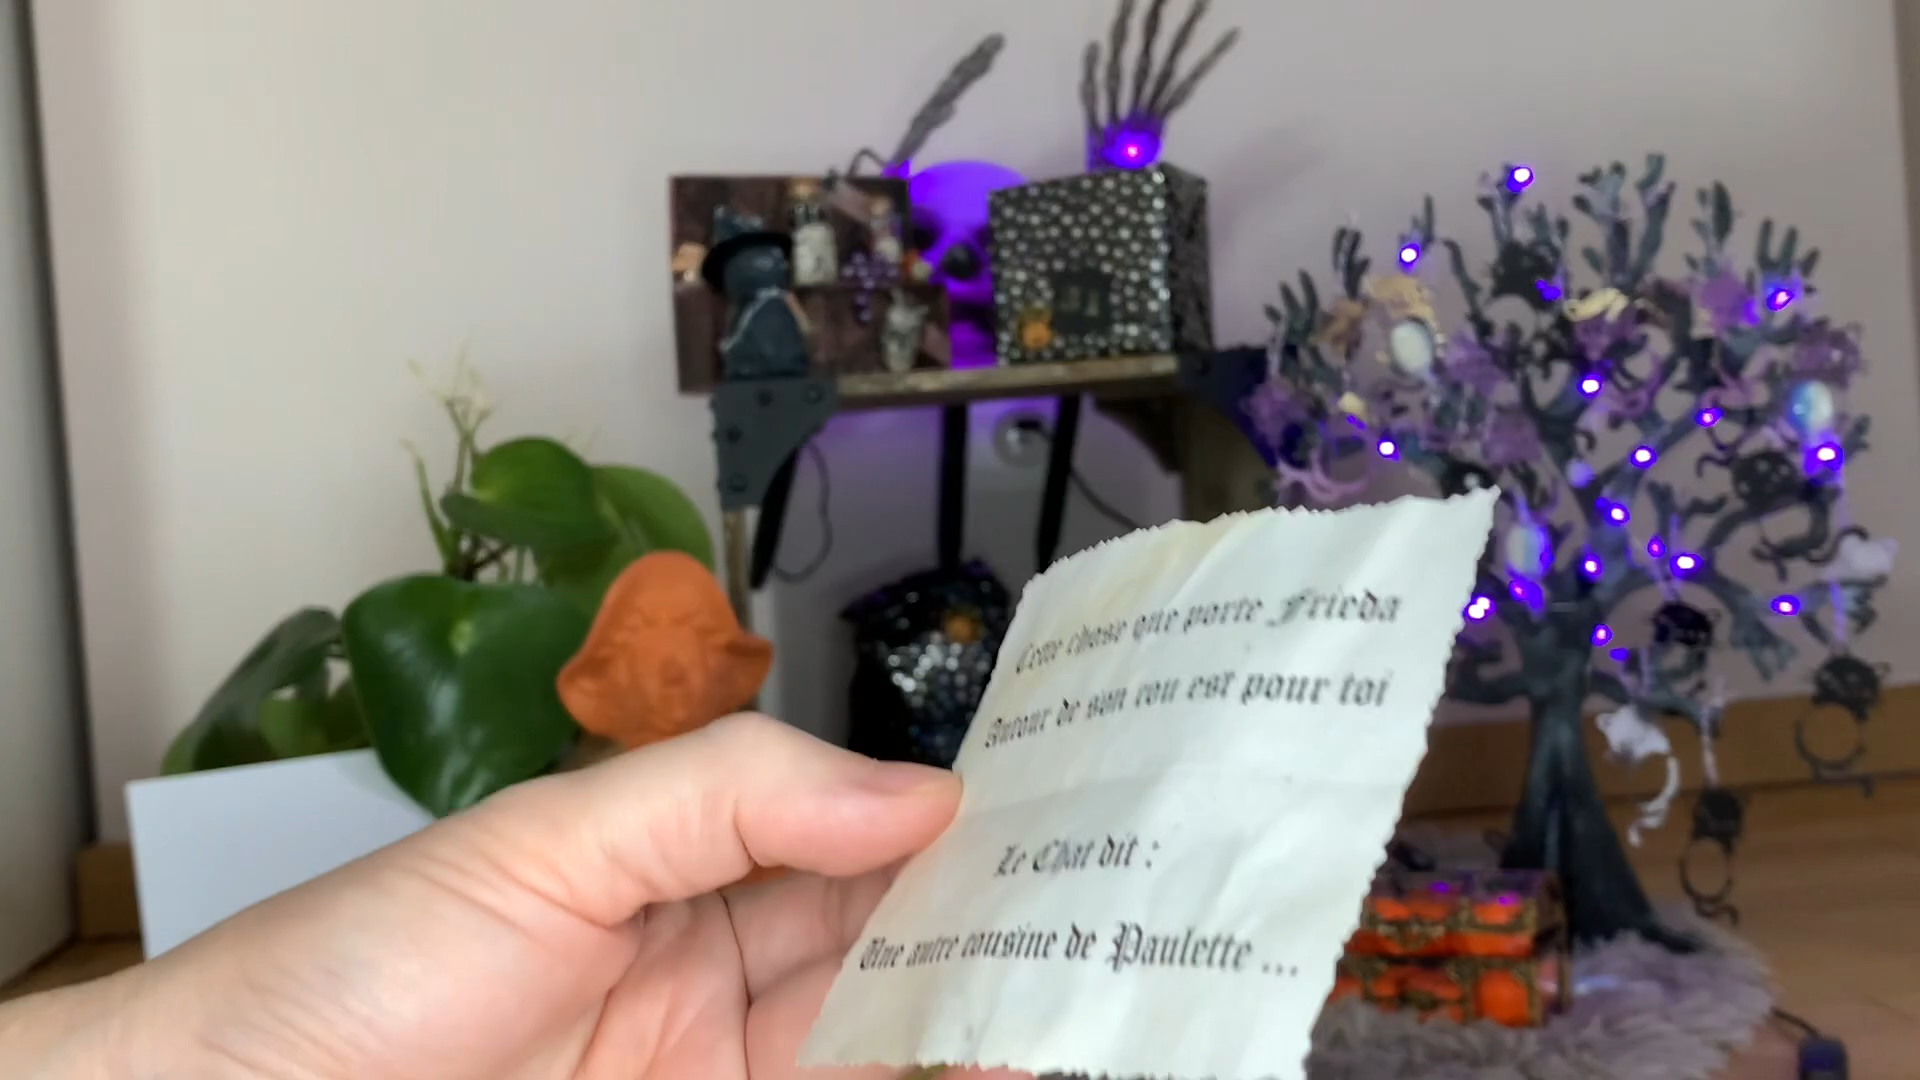 Cette chose que porte Frieda
Autour de son cou est pour toi
Le Chat dit :
Une autre cousine de Paulette ...